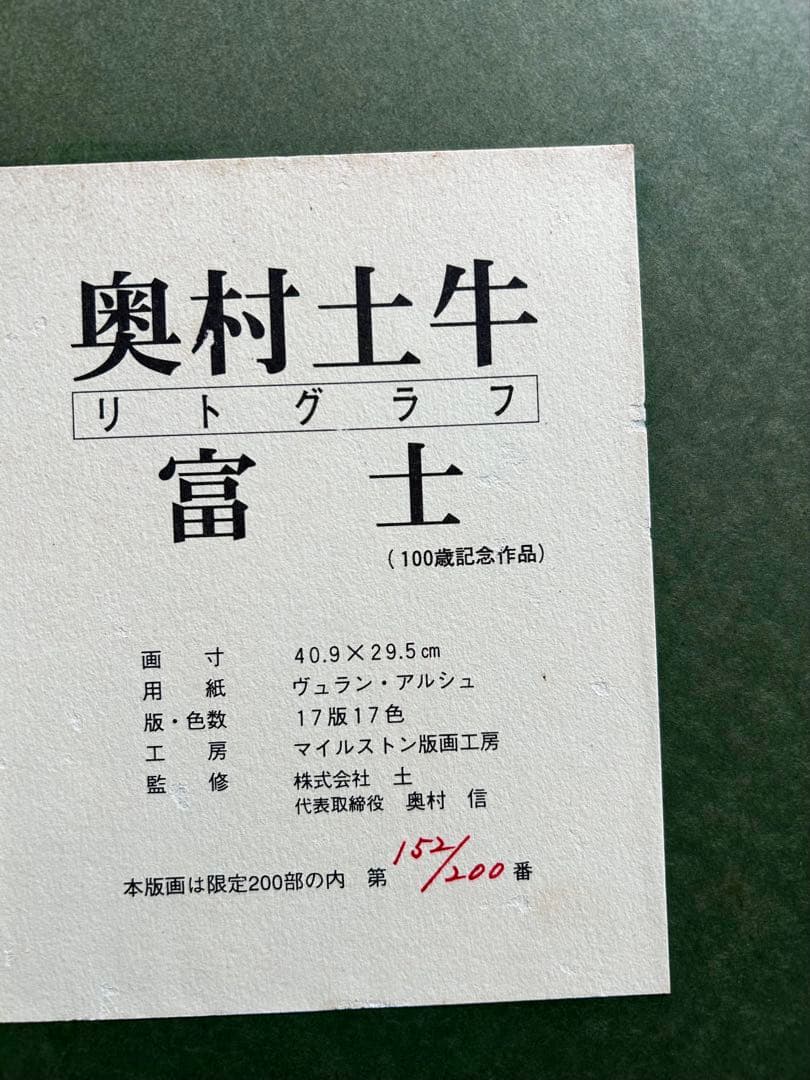 奥村土牛
リトグラフ
富士
(100歳記念作品)
画寸 40.9×29.5㎝
用紙 ヴェラン・アルシュ
版・色数 17版17色
工房 マイルストン版画工房
監修 株式会社 土
代表取締役 奥村 信
本版画は限定200部の内 第152/200番